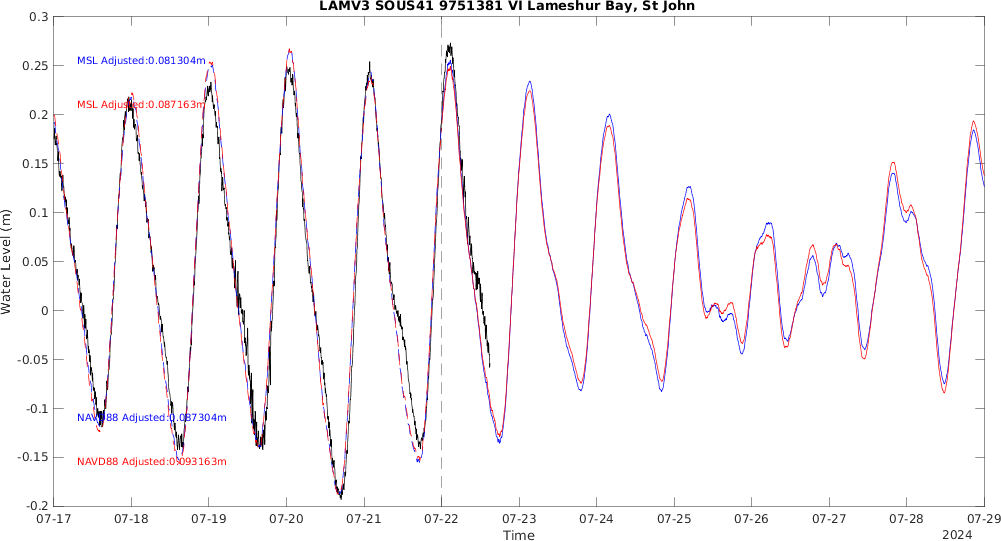 LAMV3 SOUS41 9751381 VI Lameshur Bay, St John
0.3
0.25
0.2
0.15
0.1
0.05
0
-0.05
-0.1
-0.15
-0.2
Water Level (m)
MSL Adjusted:0.081304m
MSL Adjusted:0.087163m
NAVD88 Adjusted:0.087304m
NAVD88 Adjusted:0.093163m
07-17 07-18 07-19 07-20 07-21 07-22 07-23 07-24 07-25 07-26 07-27 07-28 07-29
Time
2024